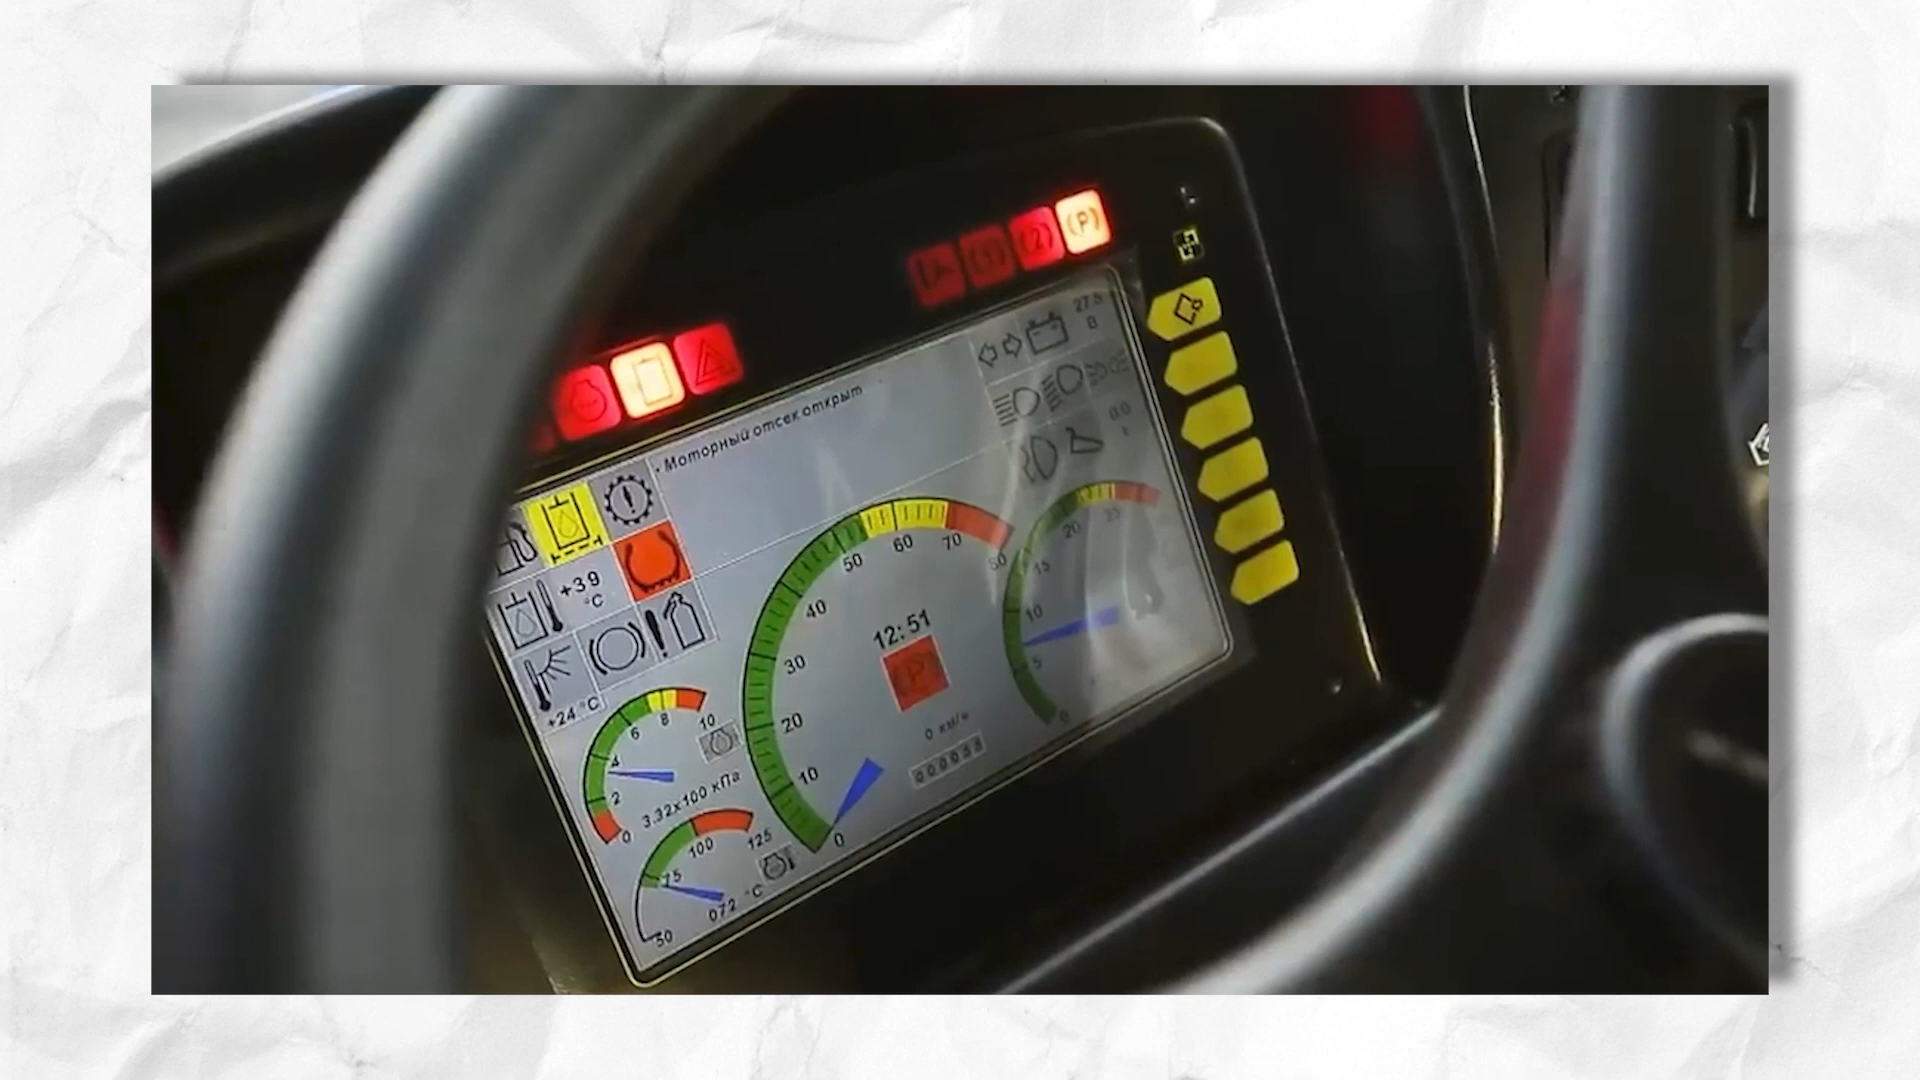 (1) (2) (P)
27.5
В
• Моторный отсек открыт
0.0
т
+39
°C
+24 °C
0 2 4 6 8 10
3.32x100 кПа
50 75 100 125
072 °C
0 10 20 30 40 50 60 70 80
12:51
(P)
0 км/ч
0 5 10 15 20